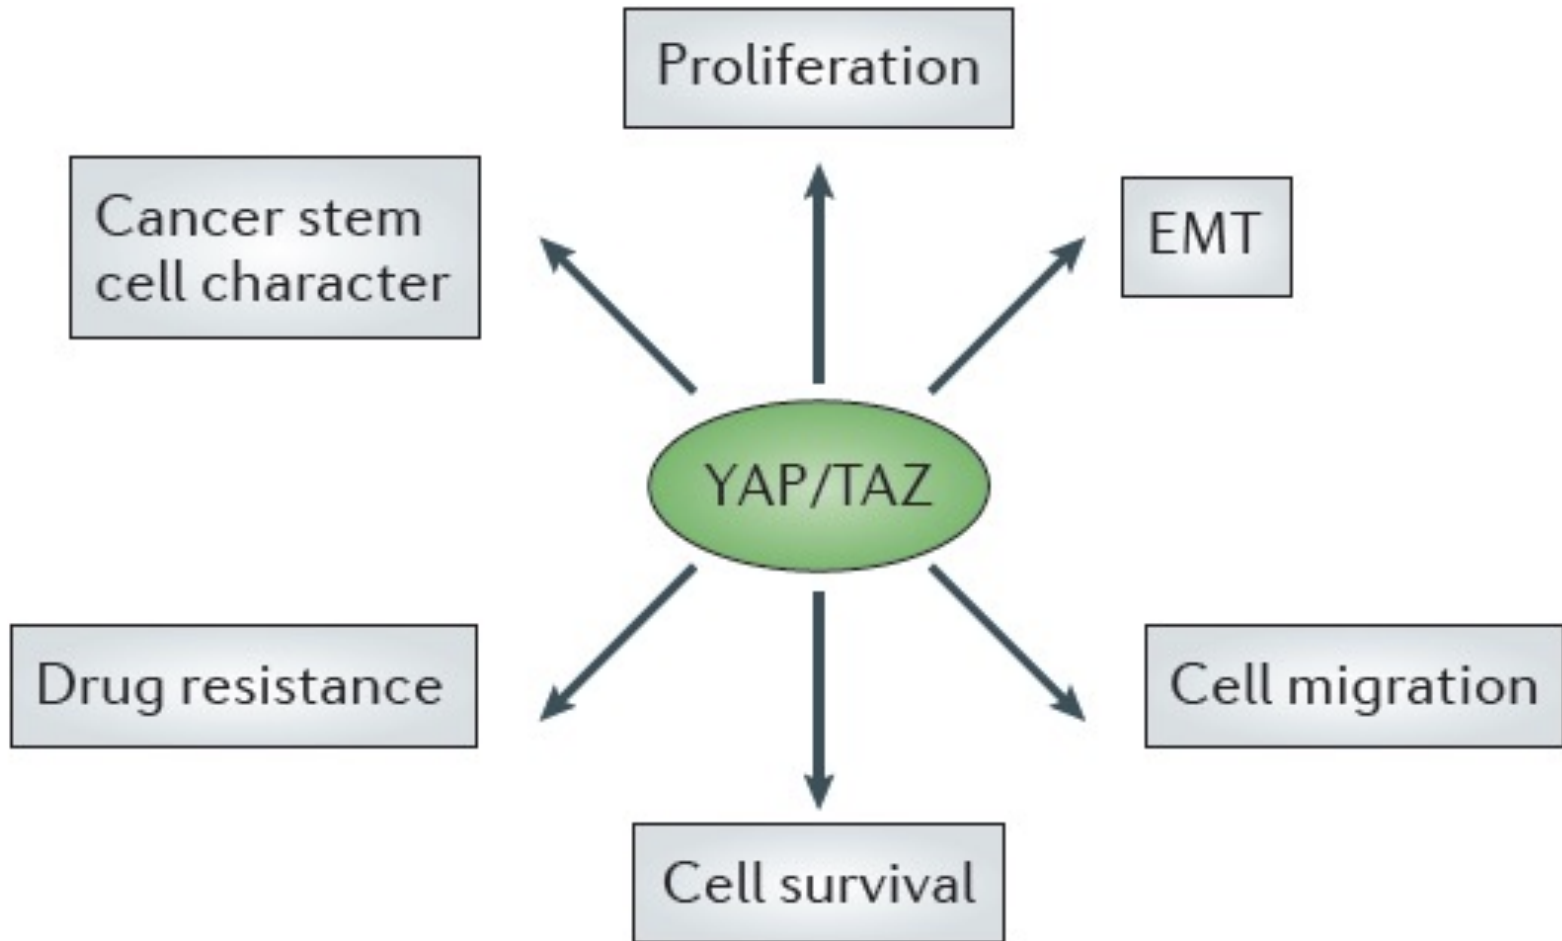 Proliferation
Cancer stem
cell character
EMT
YAP/TAZ
Drug resistance
Cell migration
Cell survival